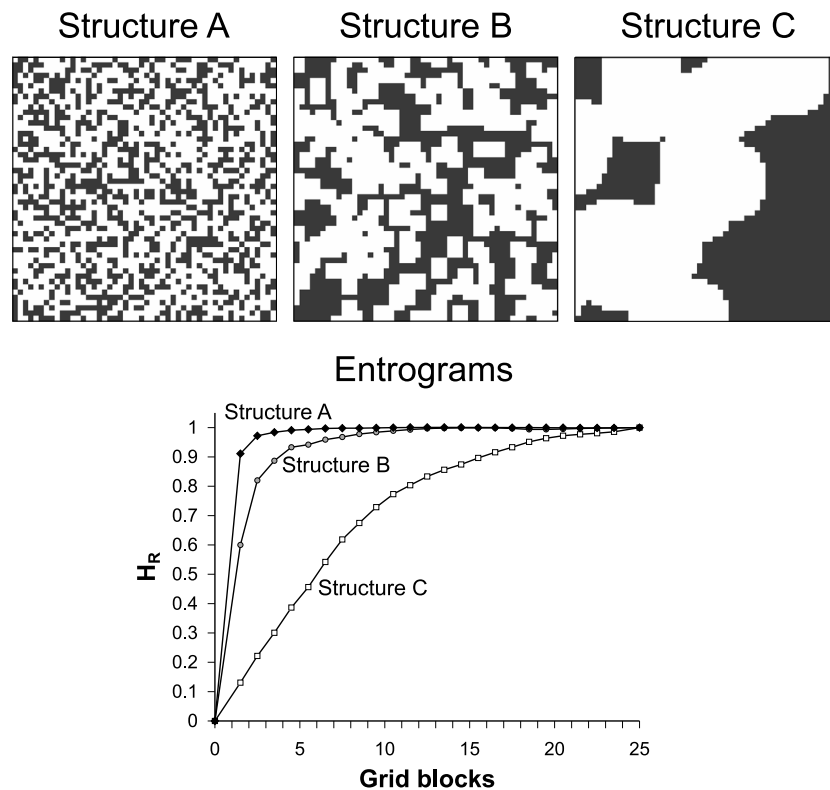 Structure A
Structure B
Structure C
Entrograms
Structure A
Structure B
Structure C
1
0.9
0.8
0.7
0.6
0.5
0.4
0.3
0.2
0.1
0
H_R
0 5 10 15 20 25
Grid blocks